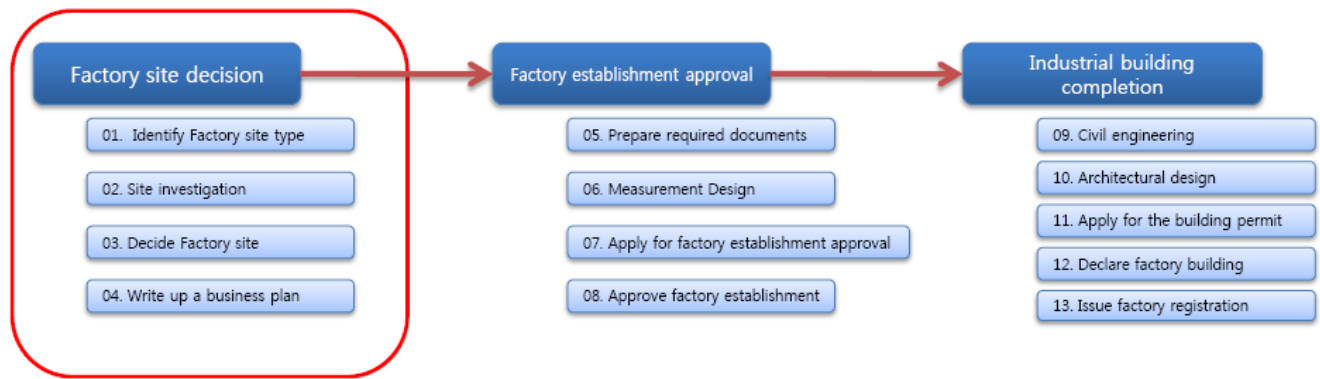 Factory site decision
01. Identify Factory site type
02. Site investigation
03. Decide Factory site
04. Write up a business plan
Factory establishment approval
05. Prepare required documents
06. Measurement Design
07. Apply for factory establishment approval
08. Approve factory establishment
Industrial building
completion
09. Civil engineering
10. Architectural design
11. Apply for the building permit
12. Declare factory building
13. Issue factory registration